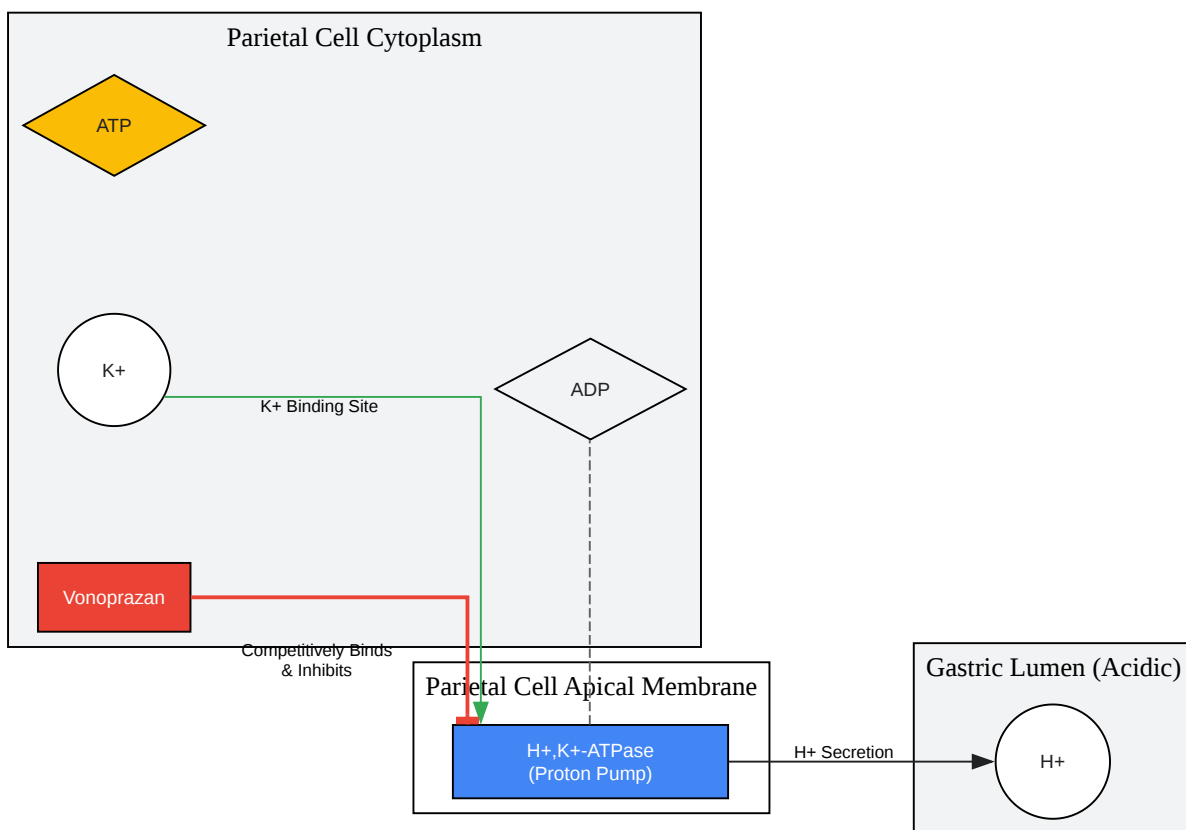 Parietal Cell Cytoplasm
ATP
K+
ADP
K+ Binding Site
Vonoprazan
Competitively Binds
& Inhibits
Parietal Cell Apical Membrane
H+,K+-ATPase
(Proton Pump)
H+ Secretion
Gastric Lumen (Acidic)
H+